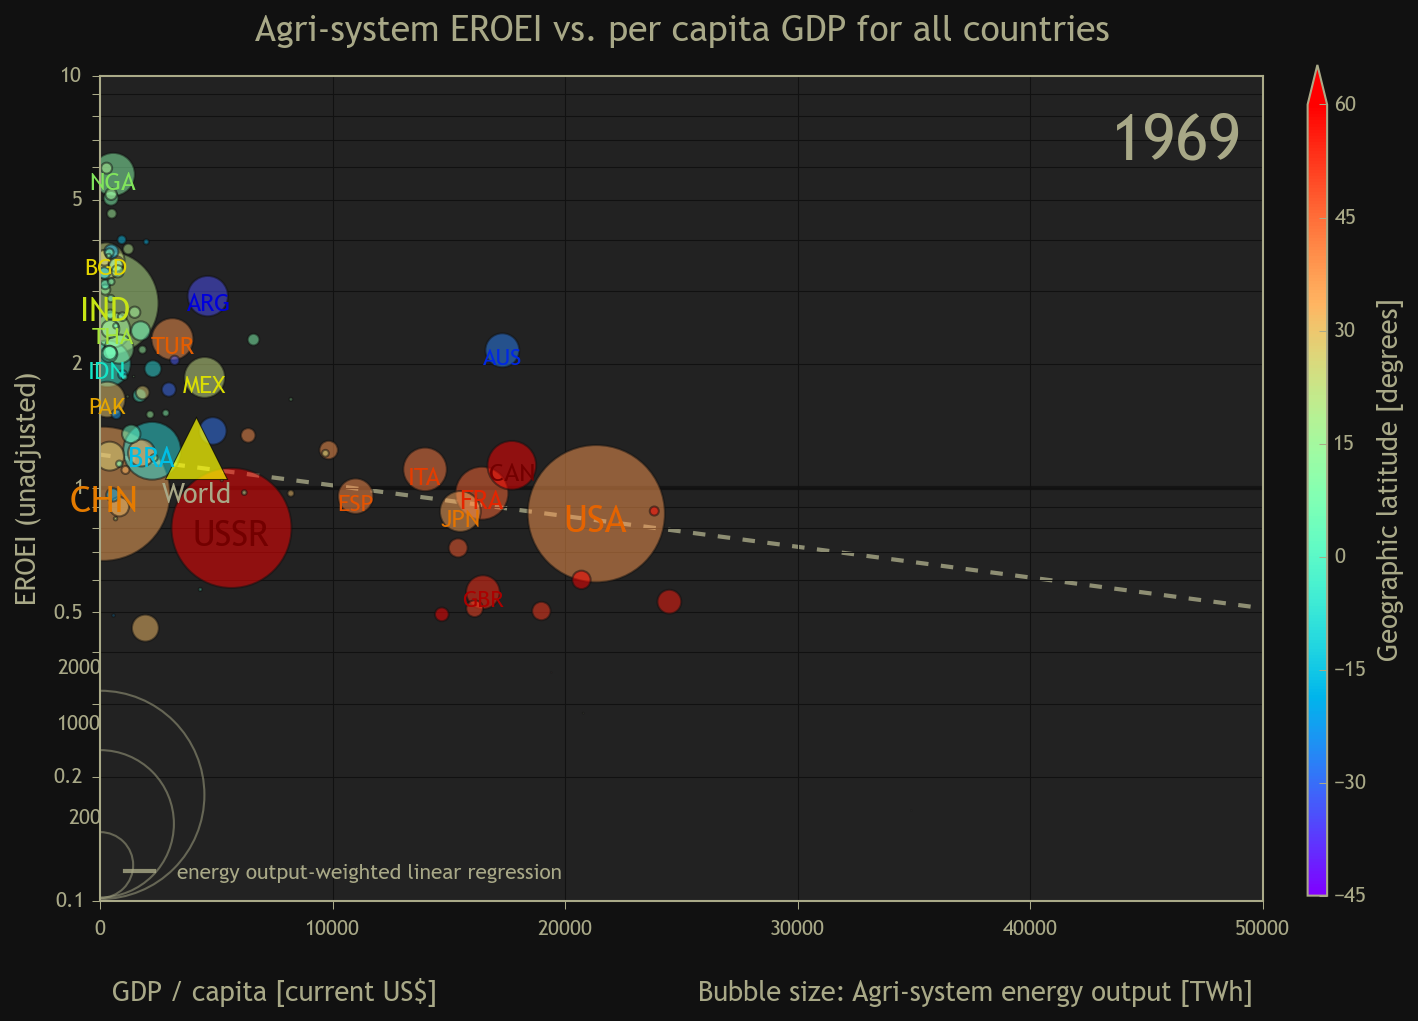 Agri-system EROEI vs. per capita GDP for all countries
1969
EROEI (unadjusted)
10
5
2
1
0.5
0.2
0.1
2000
1000
200
NGA
BGD
IND
THA
IDN
PAK
CHN
ARG
TUR
MEX
BRA
World
USSR
AUS
ITA
CAN
ESP
FRA
JPN
USA
GBR
energy output-weighted linear regression
0 10000 20000 30000 40000 50000
GDP / capita [current US$]
Bubble size: Agri-system energy output [TWh]
60
45
30
15
0
−15
−30
−45
Geographic latitude [degrees]